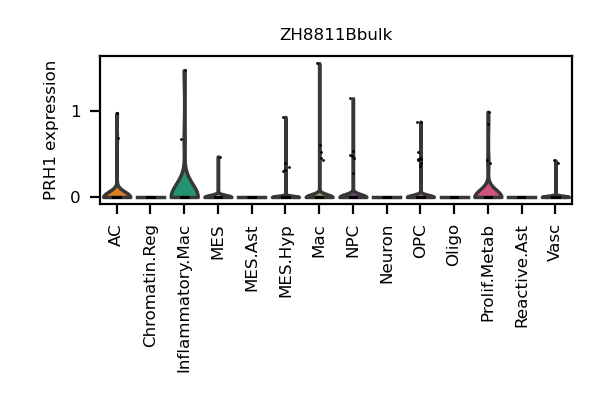 ZH8811Bbulk
PRH1 expression
1
0
AC
Chromatin.Reg
Inflammatory.Mac
MES
MES.Ast
MES.Hyp
Mac
NPC
Neuron
OPC
Oligo
Prolif.Metab
Reactive.Ast
Vasc